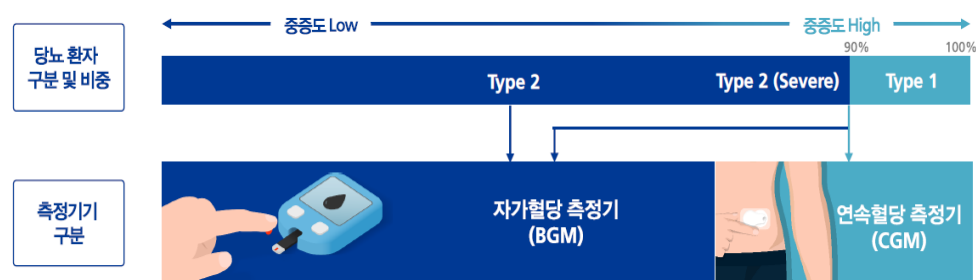 중증도 Low
중증도 High
90%
100%
당뇨 환자
구분 및 비중
Type 2
Type 2 (Severe)
Type 1
측정기기
구분
자가혈당 측정기
(BGM)
연속혈당 측정기
(CGM)